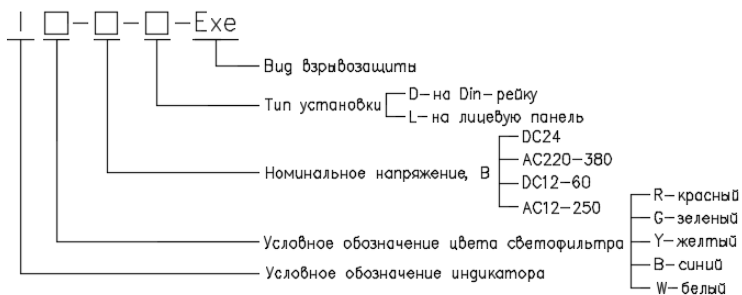 I □-□-□-Exe
Вид взрывозащиты
Тип установки
D-на Din-рейку
L-на лицевую панель
Номинальное напряжение, В
DC24
AC220-380
DC12-60
AC12-250
Условное обозначение цвета светофильтра
R-красный
G-зеленый
Y-желтый
B-синий
W-белый
Условное обозначение индикатора